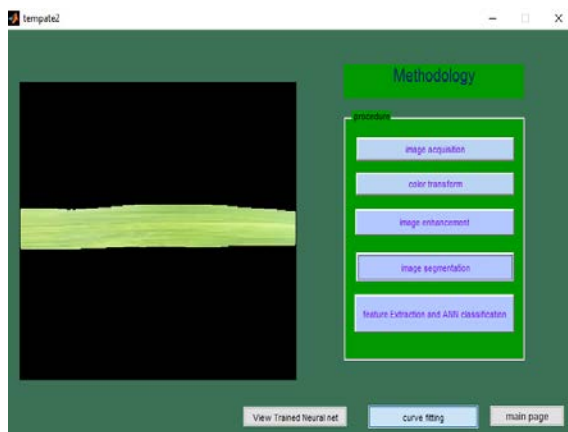 tempate2
Methodology
procedure
image acquisition
color transform
image enhancement
image segmentation
feature Extraction and ANN classification
View Trained Neural net
curve fitting
main page